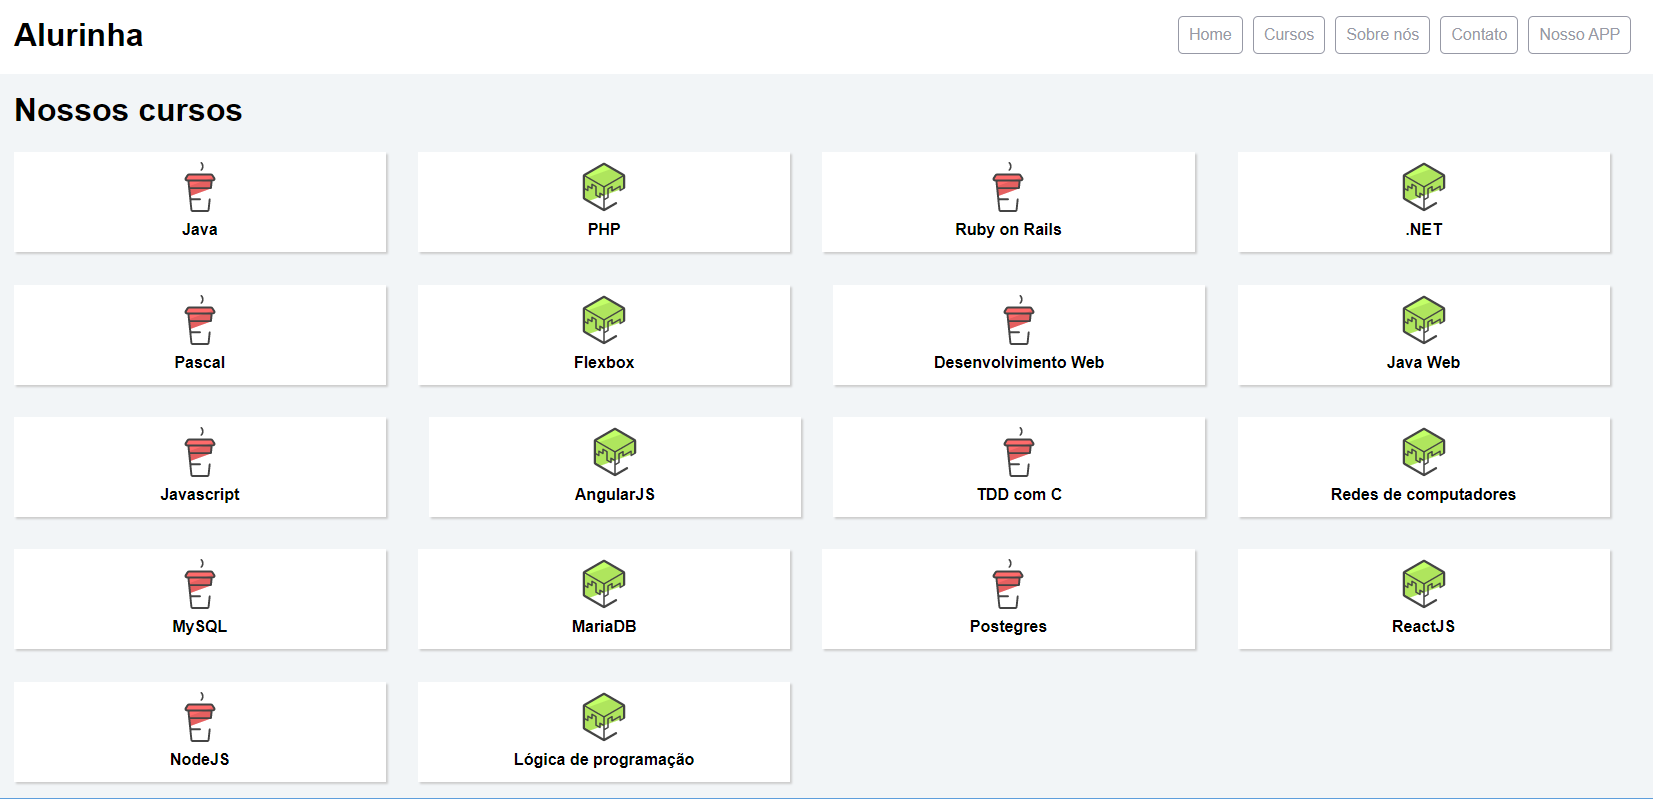 Alurinha
Home Cursos Sobre nós Contato Nosso APP
Nossos cursos
Java PHP Ruby on Rails .NET
Pascal Flexbox Desenvolvimento Web Java Web
Javascript AngularJS TDD com C Redes de computadores
MySQL MariaDB Postegres ReactJS
NodeJS Lógica de programação